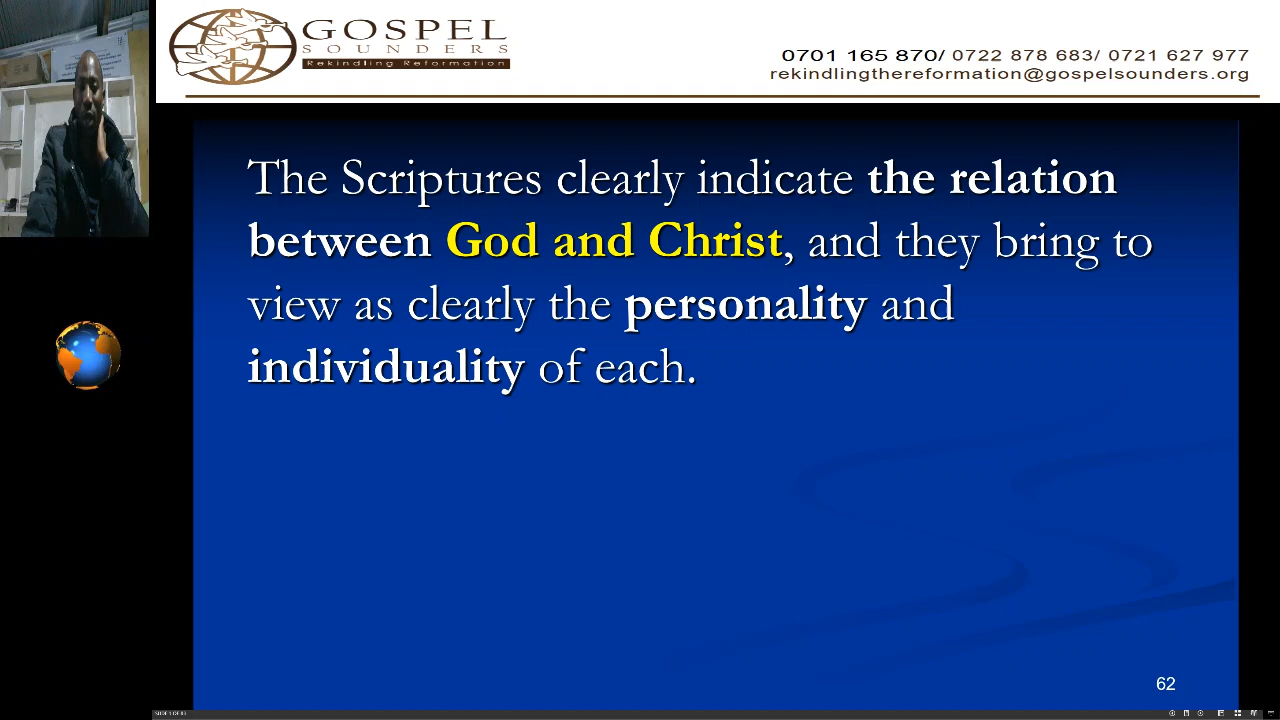 GOSPEL
SOUNDERS
Rekindling Reformation
0701 165 870/ 0722 878 683/ 0721 627 977
rekindlingthereformation@gospelsounders.org
The Scriptures clearly indicate the relation
between God and Christ, and they bring to
view as clearly the personality and
individuality of each.
62